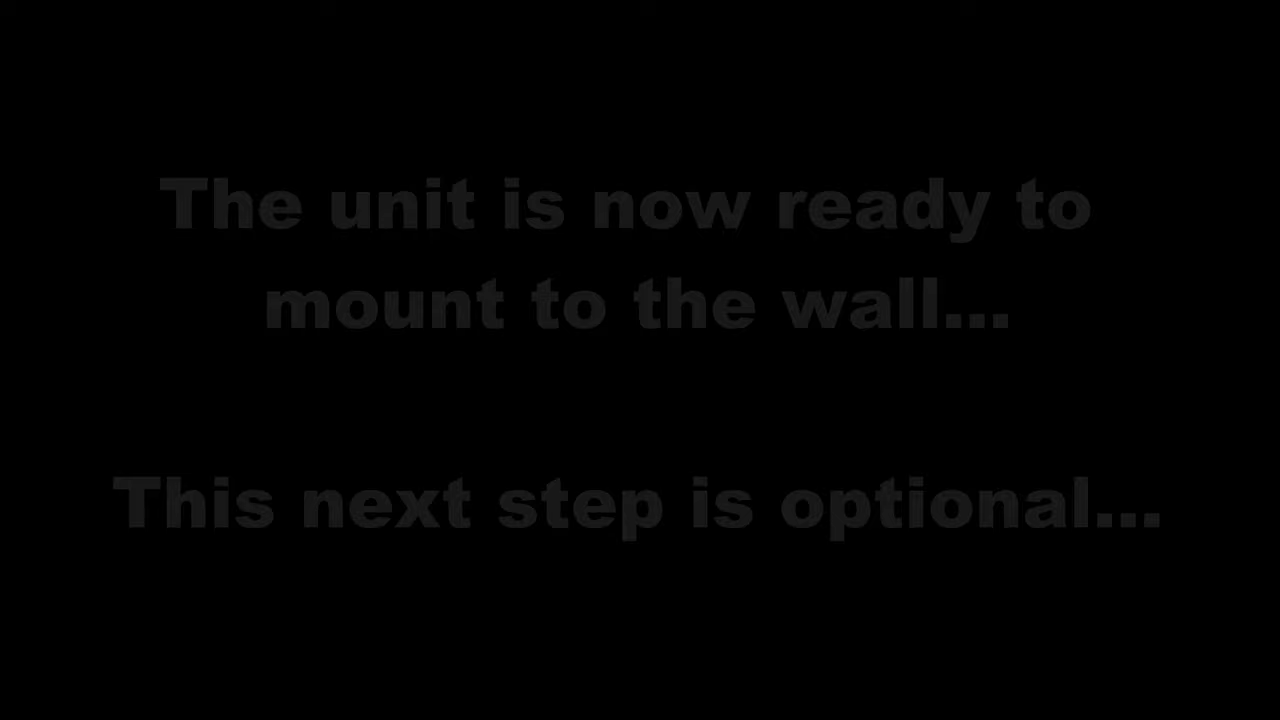 The unit is now ready to
mount to the wall...
This next step is optional...